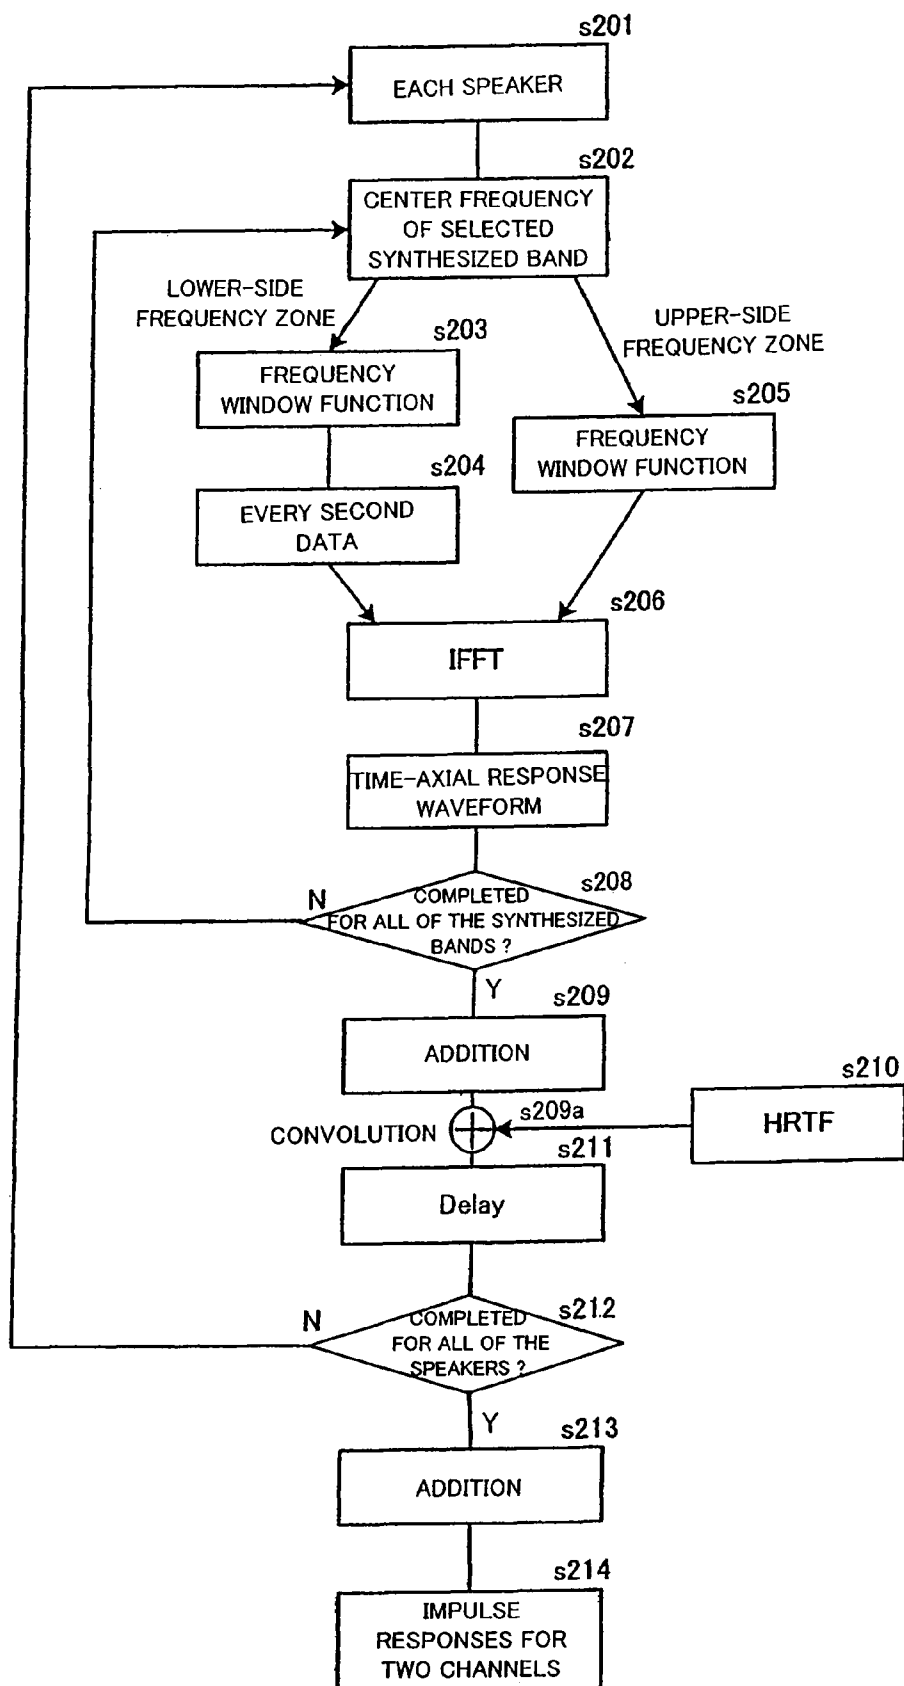 s201
EACH SPEAKER
s202
CENTER FREQUENCY
OF SELECTED
SYNTHESIZED BAND
LOWER-SIDE
FREQUENCY ZONE
UPPER-SIDE
FREQUENCY ZONE
s203
FREQUENCY
WINDOW FUNCTION
s205
FREQUENCY
WINDOW FUNCTION
s204
EVERY SECOND
DATA
s206
IFFT
s207
TIME-AXIAL RESPONSE
WAVEFORM
s208
N
COMPLETED
FOR ALL OF THE SYNTHESIZED
BANDS ?
Y
s209
ADDITION
s210
HRTF
s209a
CONVOLUTION
s211
Delay
s212
N
COMPLETED
FOR ALL OF THE
SPEAKERS ?
Y
s213
ADDITION
s214
IMPULSE
RESPONSES FOR
TWO CHANNELS